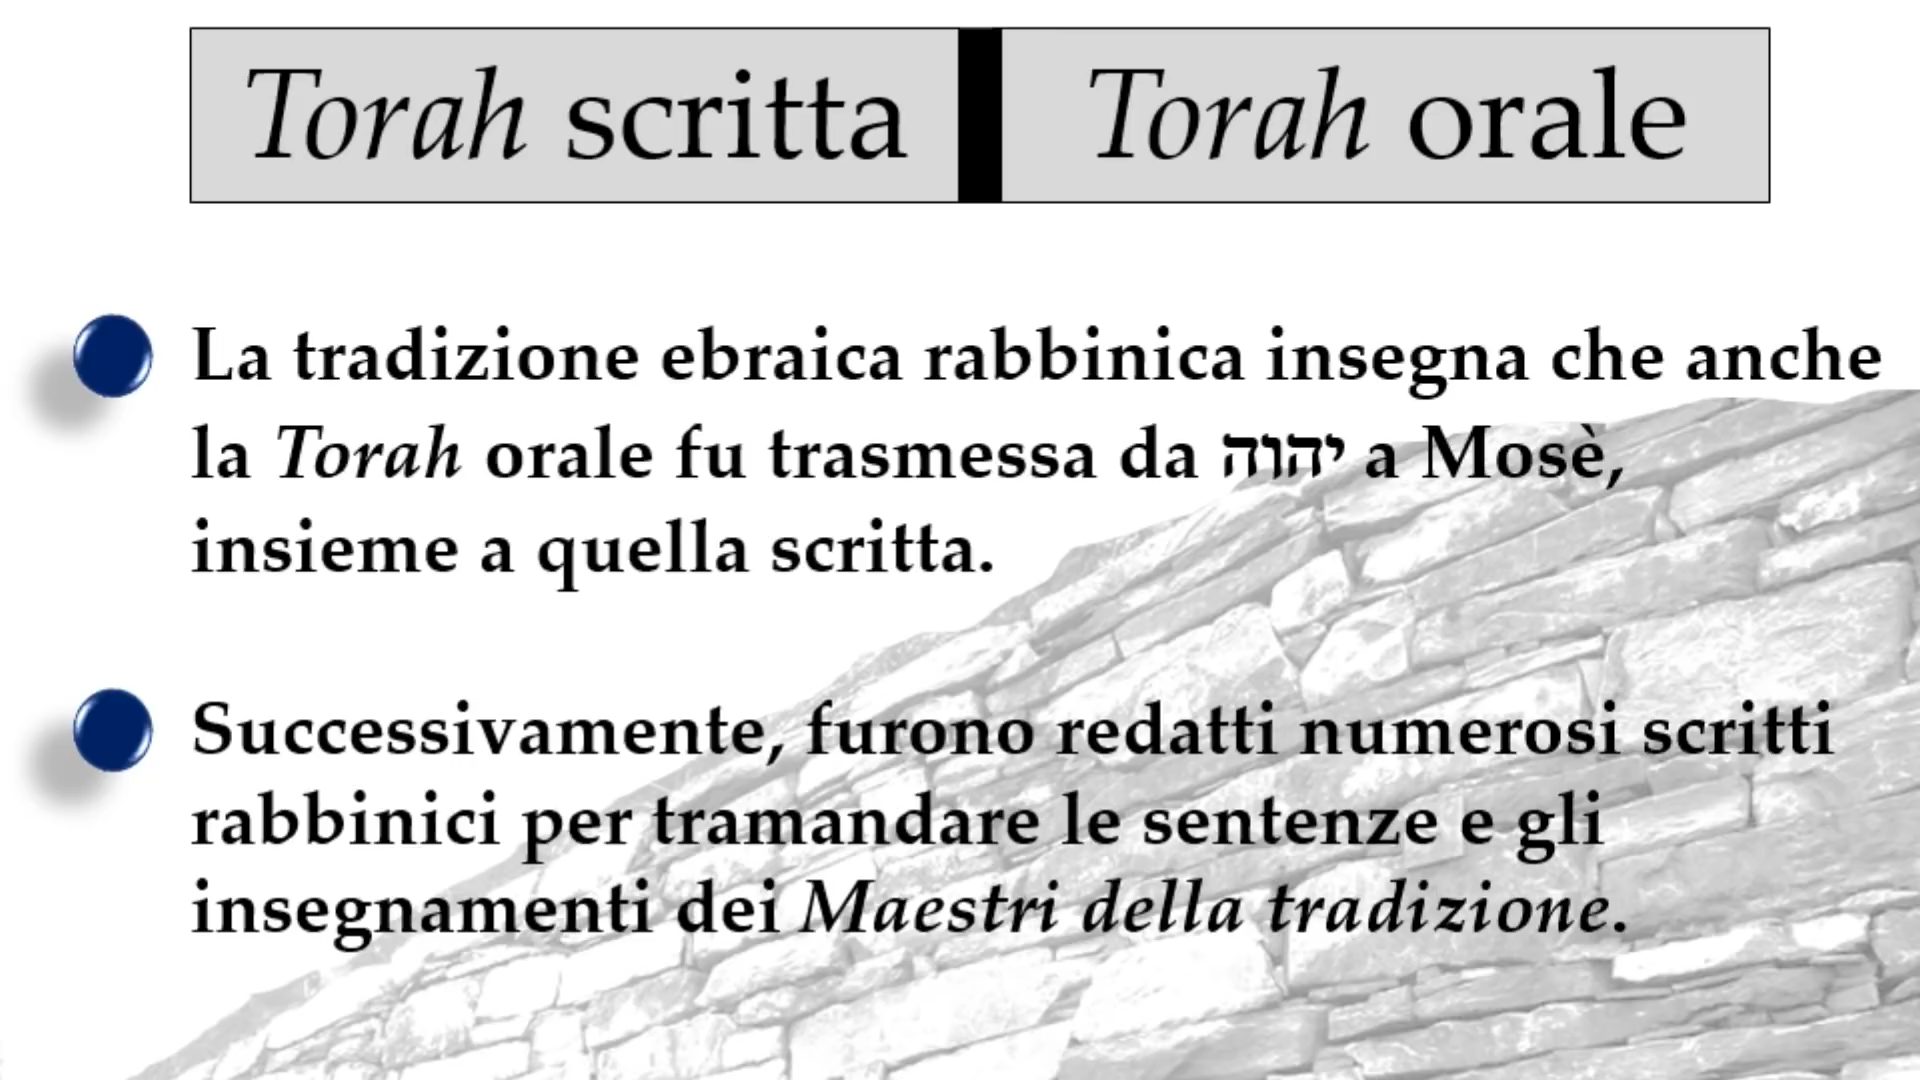 Torah scritta
Torah orale
La tradizione ebraica rabbinica insegna che anche
la Torah orale fu trasmessa da יהוה a Mosè,
insieme a quella scritta.
Successivamente, furono redatti numerosi scritti
rabbinici per tramandare le sentenze e gli
insegnamenti dei Maestri della tradizione.